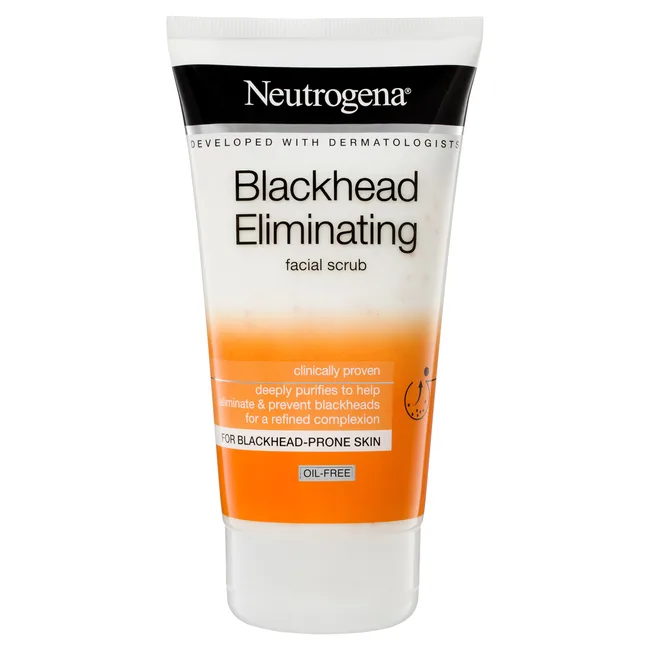 Neutrogena®
DEVELOPED WITH DERMATOLOGISTS
Blackhead
Eliminating
facial scrub
clinically proven
deeply purifies to help
eliminate & prevent blackheads
for a refined complexion
FOR BLACKHEAD-PRONE SKIN
OIL-FREE